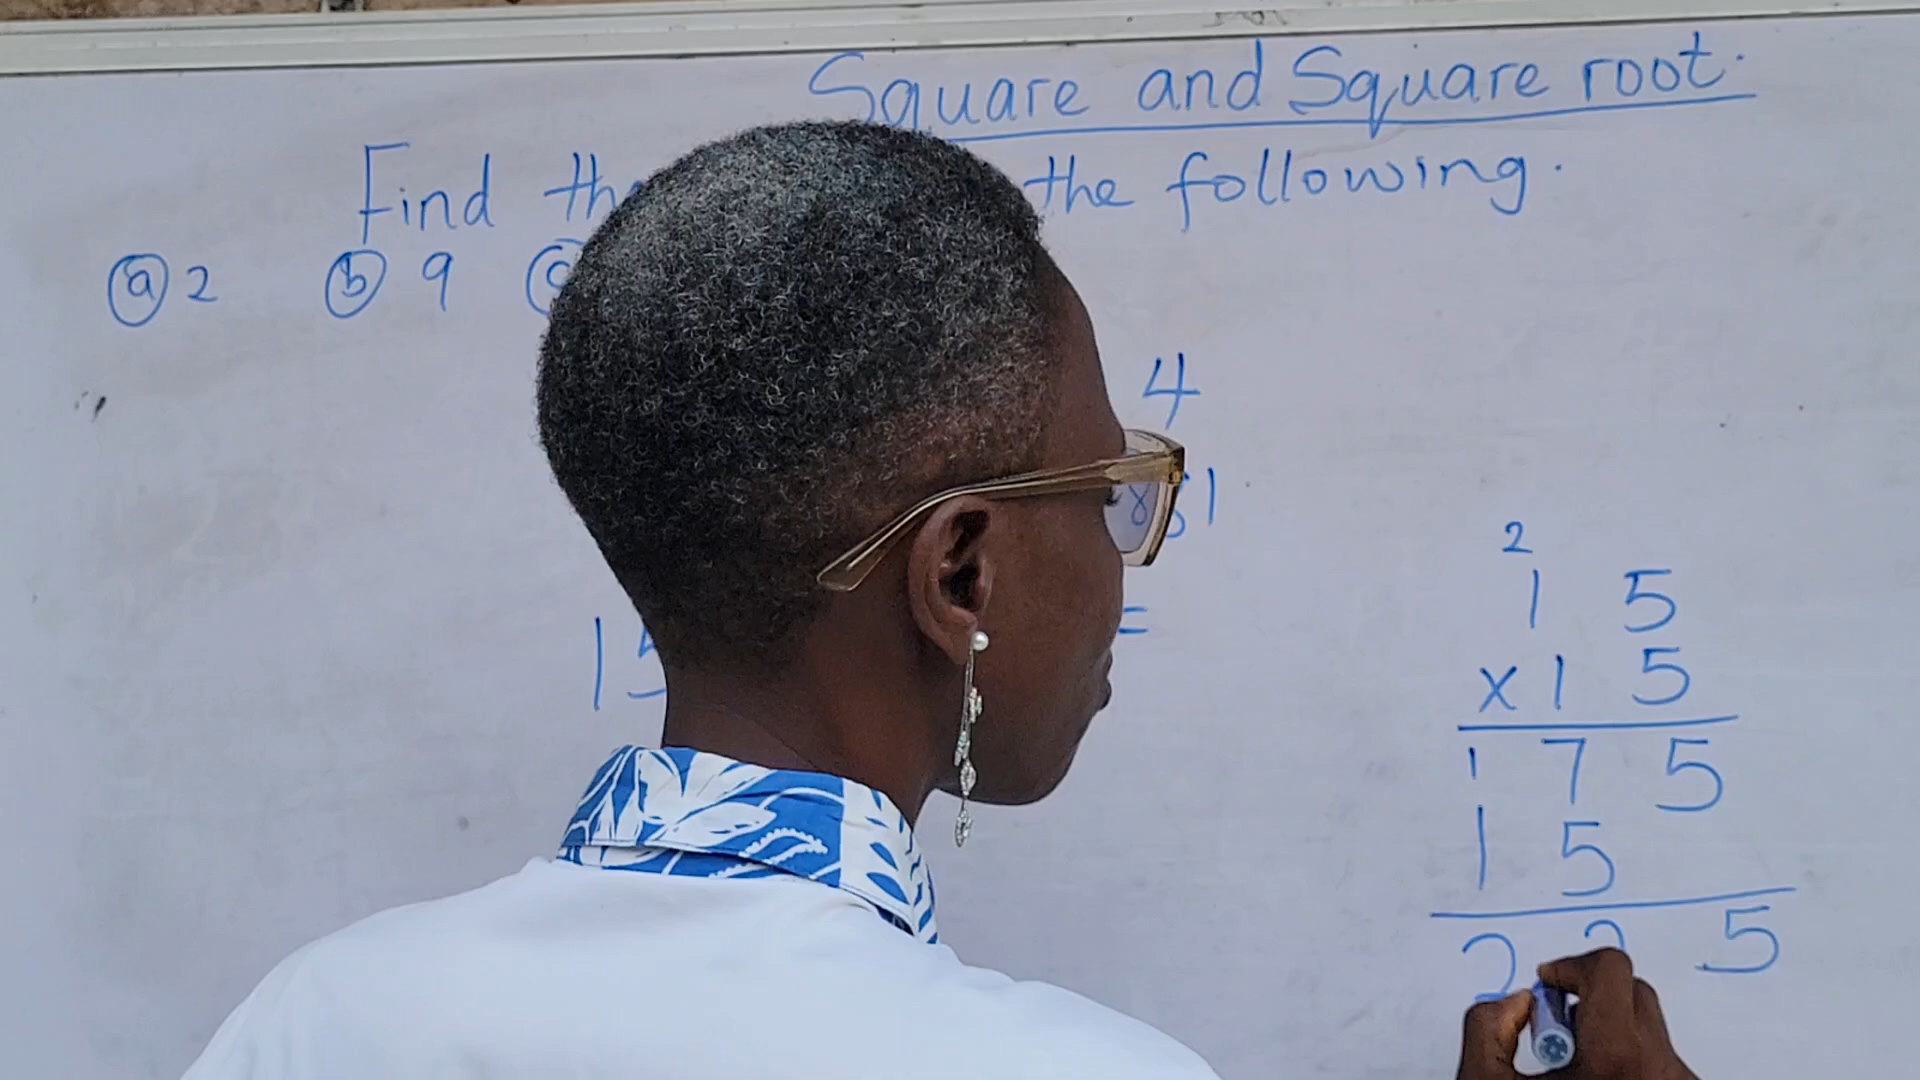 Square and Square root.
Find the the following.
(a) 2 (b) 9 (c)
4
81
2
15 =
1 5
x 1 5
1 7 5
1 5
2 2 5